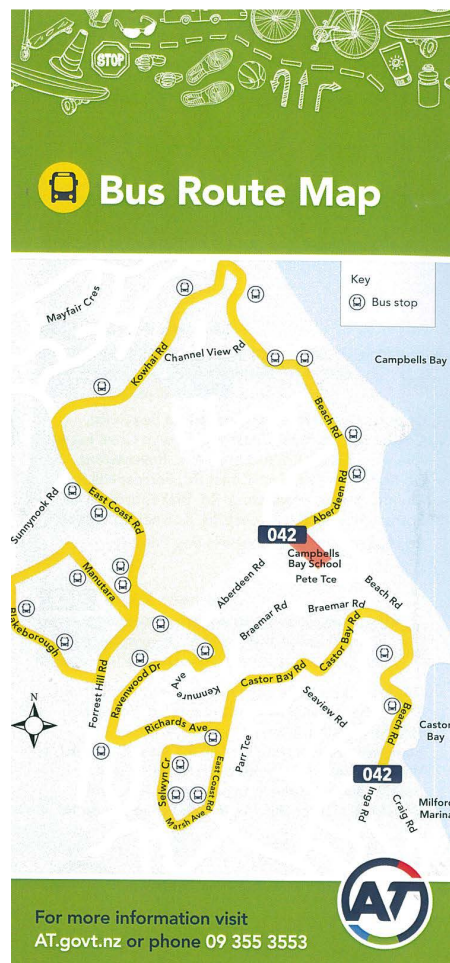 STOP
Bus Route Map
Key
Bus stop
Mayfair Cres
Channel View Rd
Kowhai Rd
Campbells Bay
Beach Rd
Sunnynook Rd
East Coast Rd
Aberdeen Rd
042
Campbells
Bay School
Pete Tce
Manutara
Aberdeen Rd
Beach Rd
Braemar Rd
Braemar Rd
Blakeborough
Forrest Hill Rd
Ravenwood Dr
Kenmure
Ave
Castor Bay Rd
Castor Bay Rd
Seaview Rd
Beach Rd
Castor
Bay
N
Richards Ave
Parr Tce
Selwyn Cr
East Coast Rd
Marsh Ave
042
Inga Rd
Craig Rd
Milford
Marina
For more information visit
AT.govt.nz or phone 09 355 3553
AT